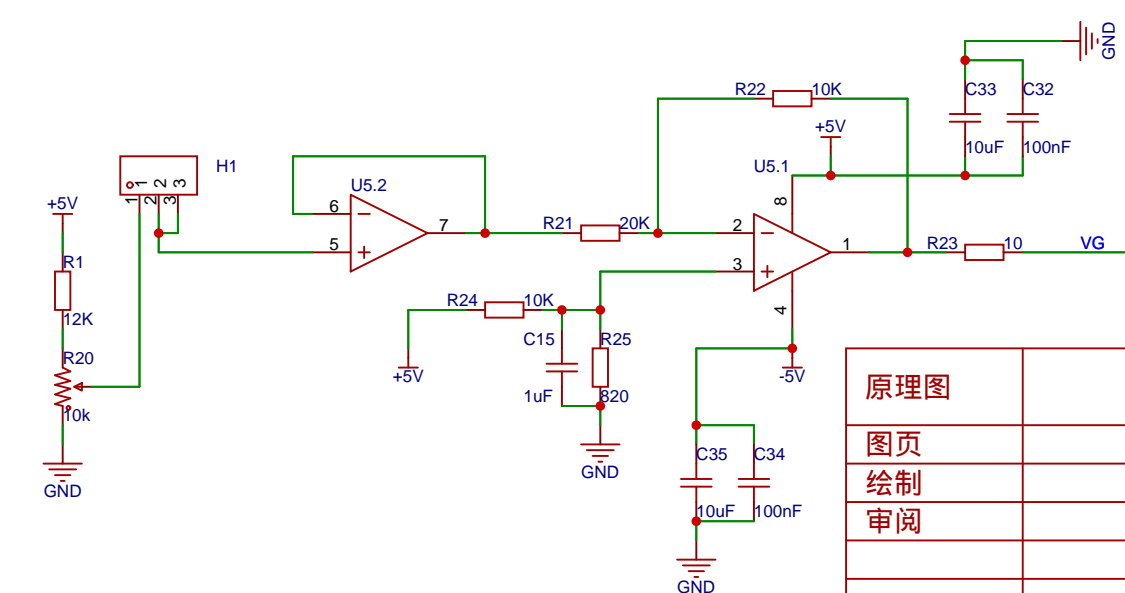 GND
C33
C32
10uF
100nF
R22
10K
+5V
U5.1
8
2
3
1
4
-5V
R23
10
VG
H1
1
2
3
1
2
3
+5V
R1
12K
R20
10k
GND
U5.2
6
5
7
R21
20K
R24
10K
+5V
C15
1uF
R25
820
GND
C35
C34
10uF
100nF
GND
原理图
图页
绘制
审阅